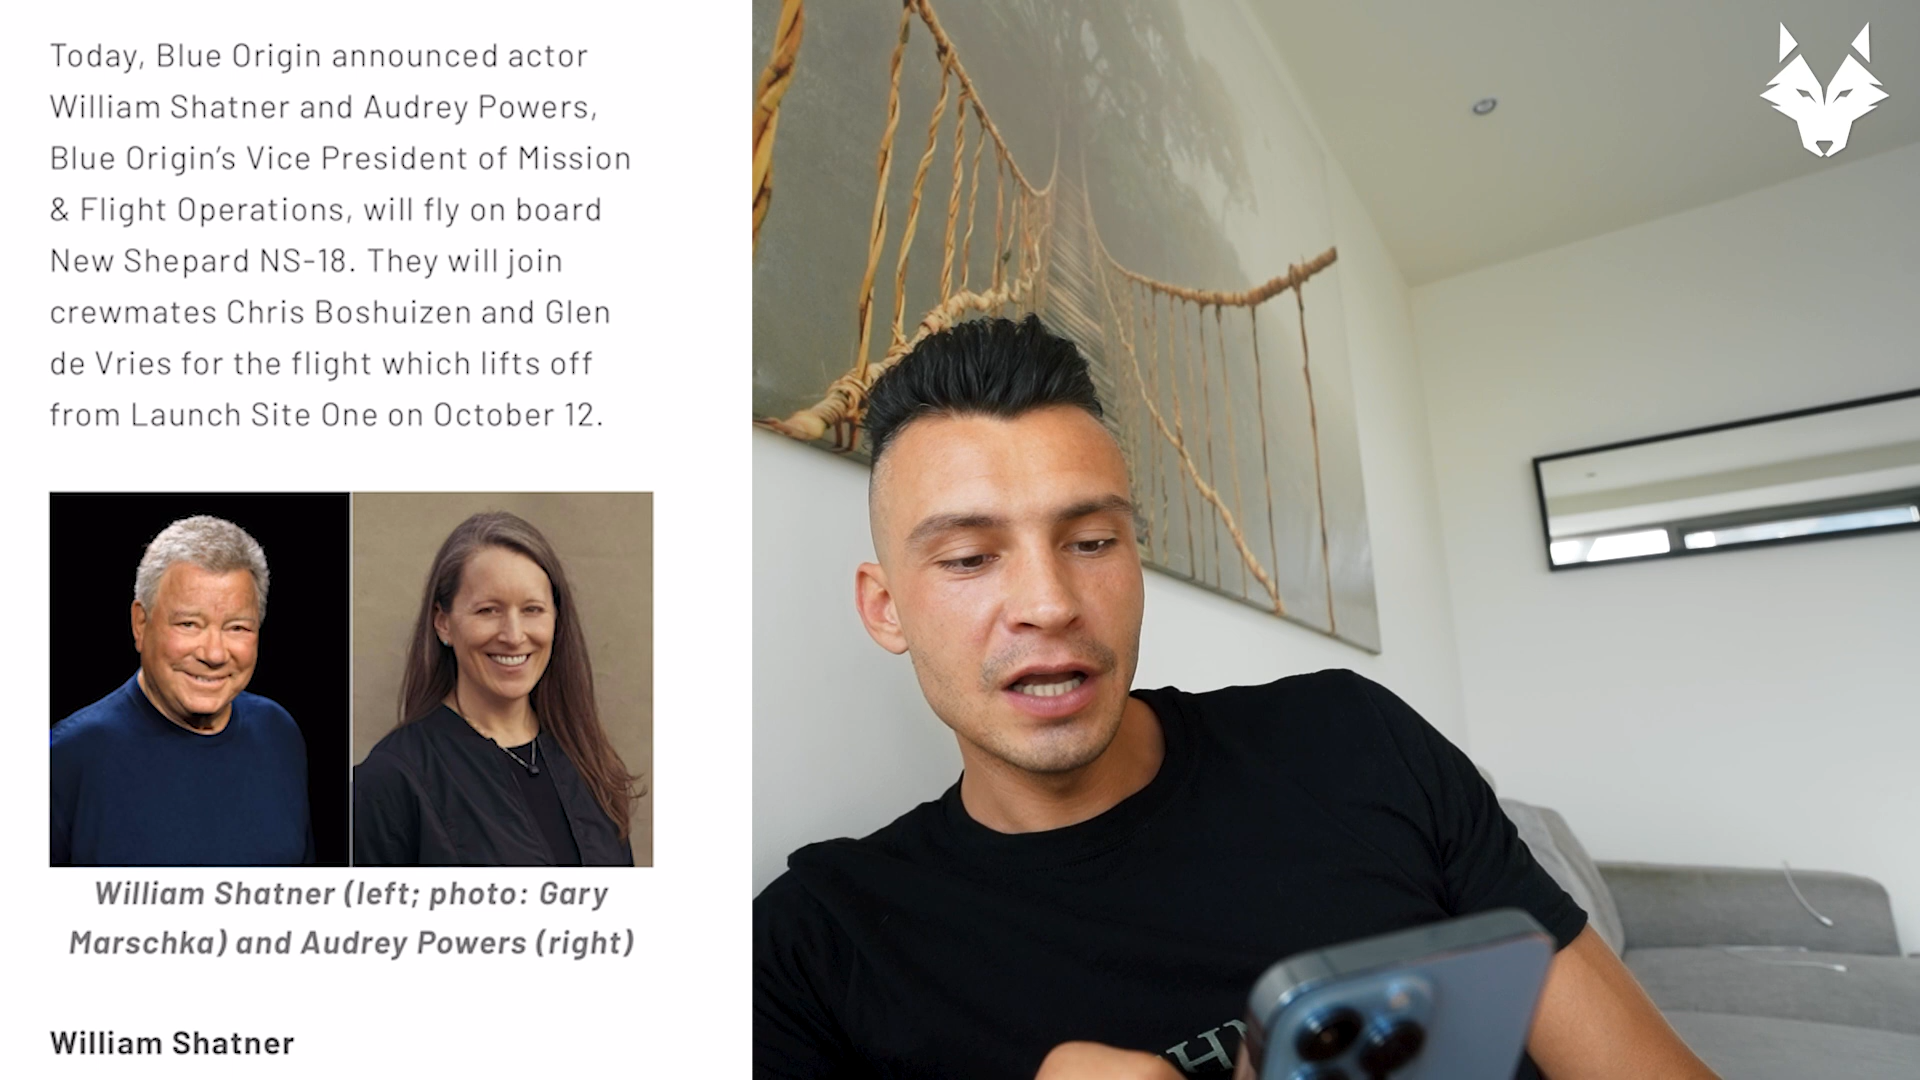 Today, Blue Origin announced actor
William Shatner and Audrey Powers,
Blue Origin’s Vice President of Mission
& Flight Operations, will fly on board
New Shepard NS-18. They will join
crewmates Chris Boshuizen and Glen
de Vries for the flight which lifts off
from Launch Site One on October 12.
William Shatner (left; photo: Gary
Marschka) and Audrey Powers (right)
William Shatner